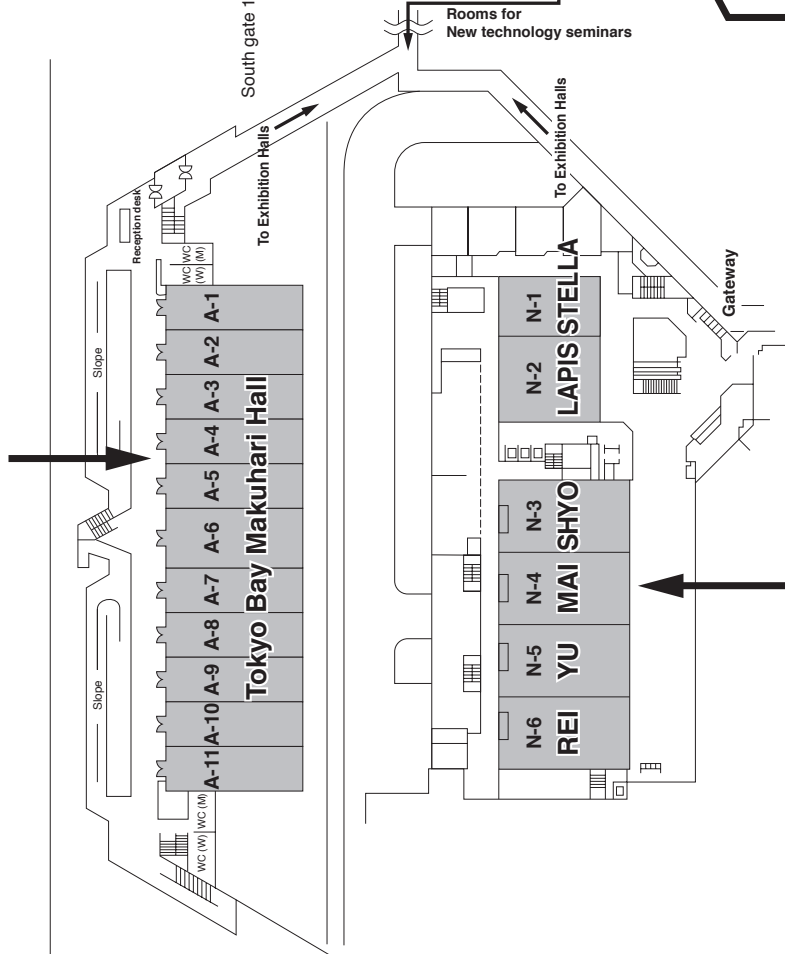 Rooms for
New technology seminars
South gate 1
To Exhibition Halls
To Exhibition Halls
Reception desk
WC (W)
WC (M)
Slope
Slope
A-1
A-2
A-3
A-4
A-5
A-6
A-7
A-8
A-9
A-10
A-11
Tokyo Bay Makuhari Hall
WC (M)
WC (W)
Gateway
N-1
STELLA
N-2
LAPIS
N-3
SHYO
N-4
MAI
N-5
YU
N-6
REI